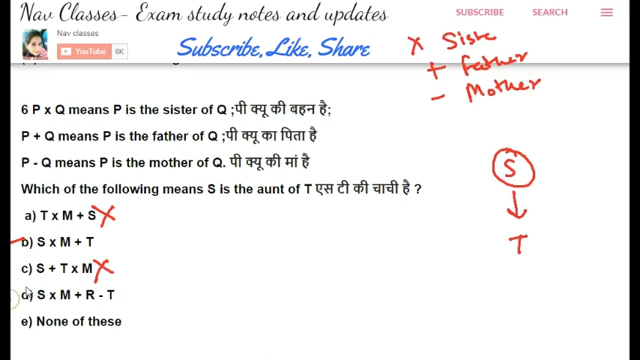 Nav Classes- Exam study notes and updates
SUBSCRIBE SEARCH
Nav classes
YouTube 6K
Subscribe, Like, Share
x Siste
+ Father
- Mother
6 P x Q means P is the sister of Q ;पी क्यू की वहन है;
P + Q means P is the father of Q ;पी क्यू का पिता है
P - Q means P is the mother of Q. पी क्यू की मां है
Which of the following means S is the aunt of T एस टी की चाची है ?
a) T x M + S
b) S x M + T
c) S + T x M
d) S x M + R - T
e) None of these
S
T